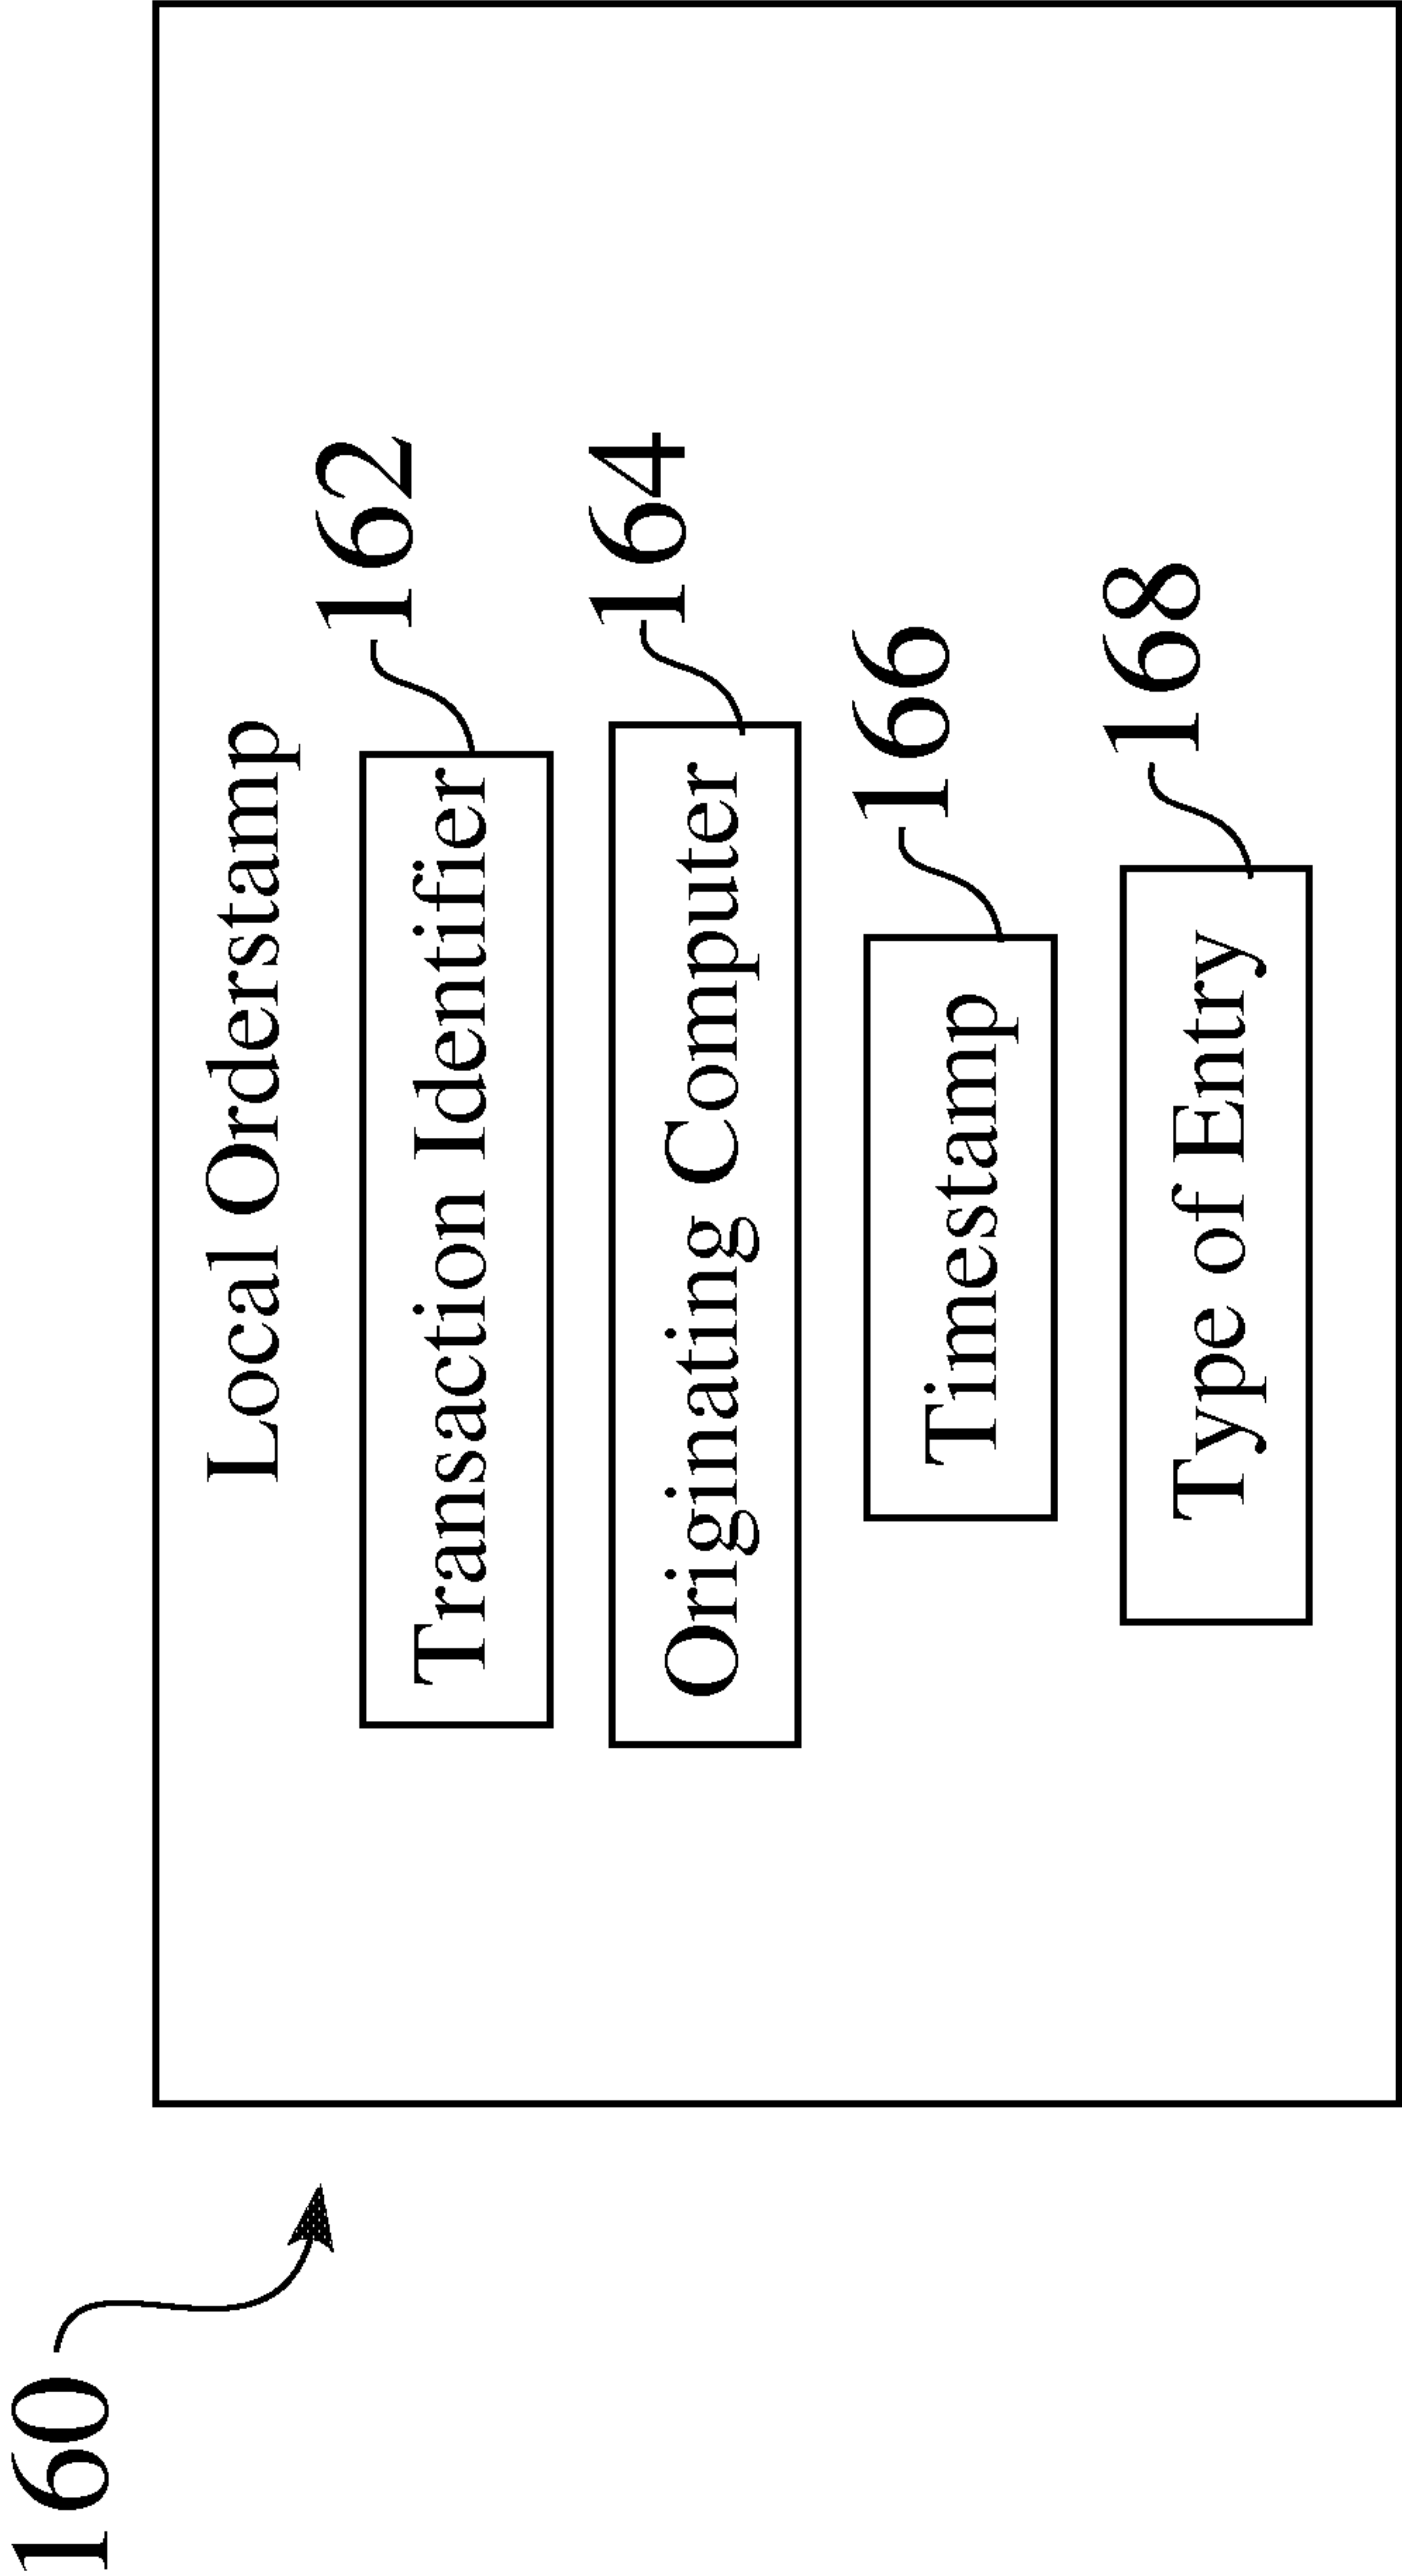 160
Local Orderstamp
162
Transaction Identifier
164
Originating Computer
166
Timestamp
168
Type of Entry